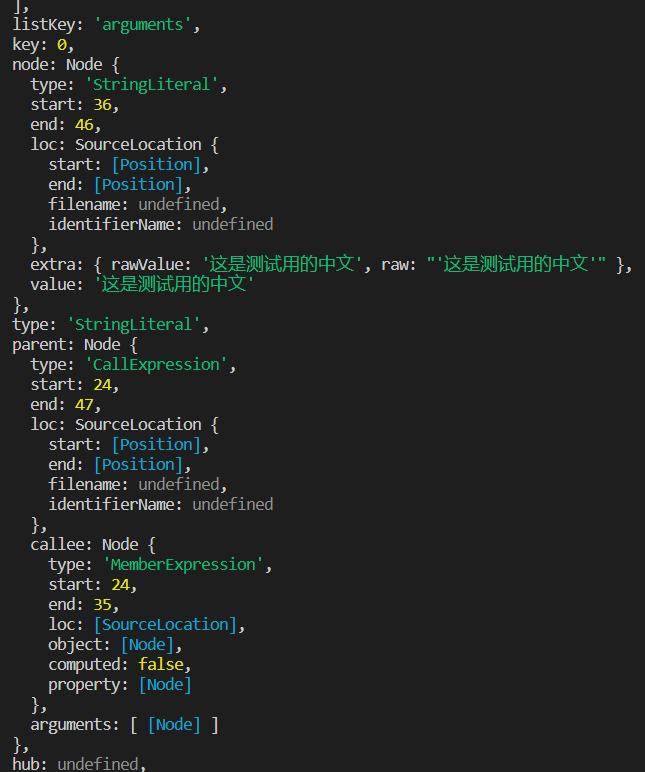 ],
listKey: 'arguments',
key: 0,
node: Node {
  type: 'StringLiteral',
  start: 36,
  end: 46,
  loc: SourceLocation {
    start: [Position],
    end: [Position],
    filename: undefined,
    identifierName: undefined
  },
  extra: { rawValue: '这是测试用的中文', raw: "'这是测试用的中文'" },
  value: '这是测试用的中文'
},
type: 'StringLiteral',
parent: Node {
  type: 'CallExpression',
  start: 24,
  end: 47,
  loc: SourceLocation {
    start: [Position],
    end: [Position],
    filename: undefined,
    identifierName: undefined
  },
  callee: Node {
    type: 'MemberExpression',
    start: 24,
    end: 35,
    loc: [SourceLocation],
    object: [Node],
    computed: false,
    property: [Node]
  },
  arguments: [ [Node] ]
},
hub: undefined,